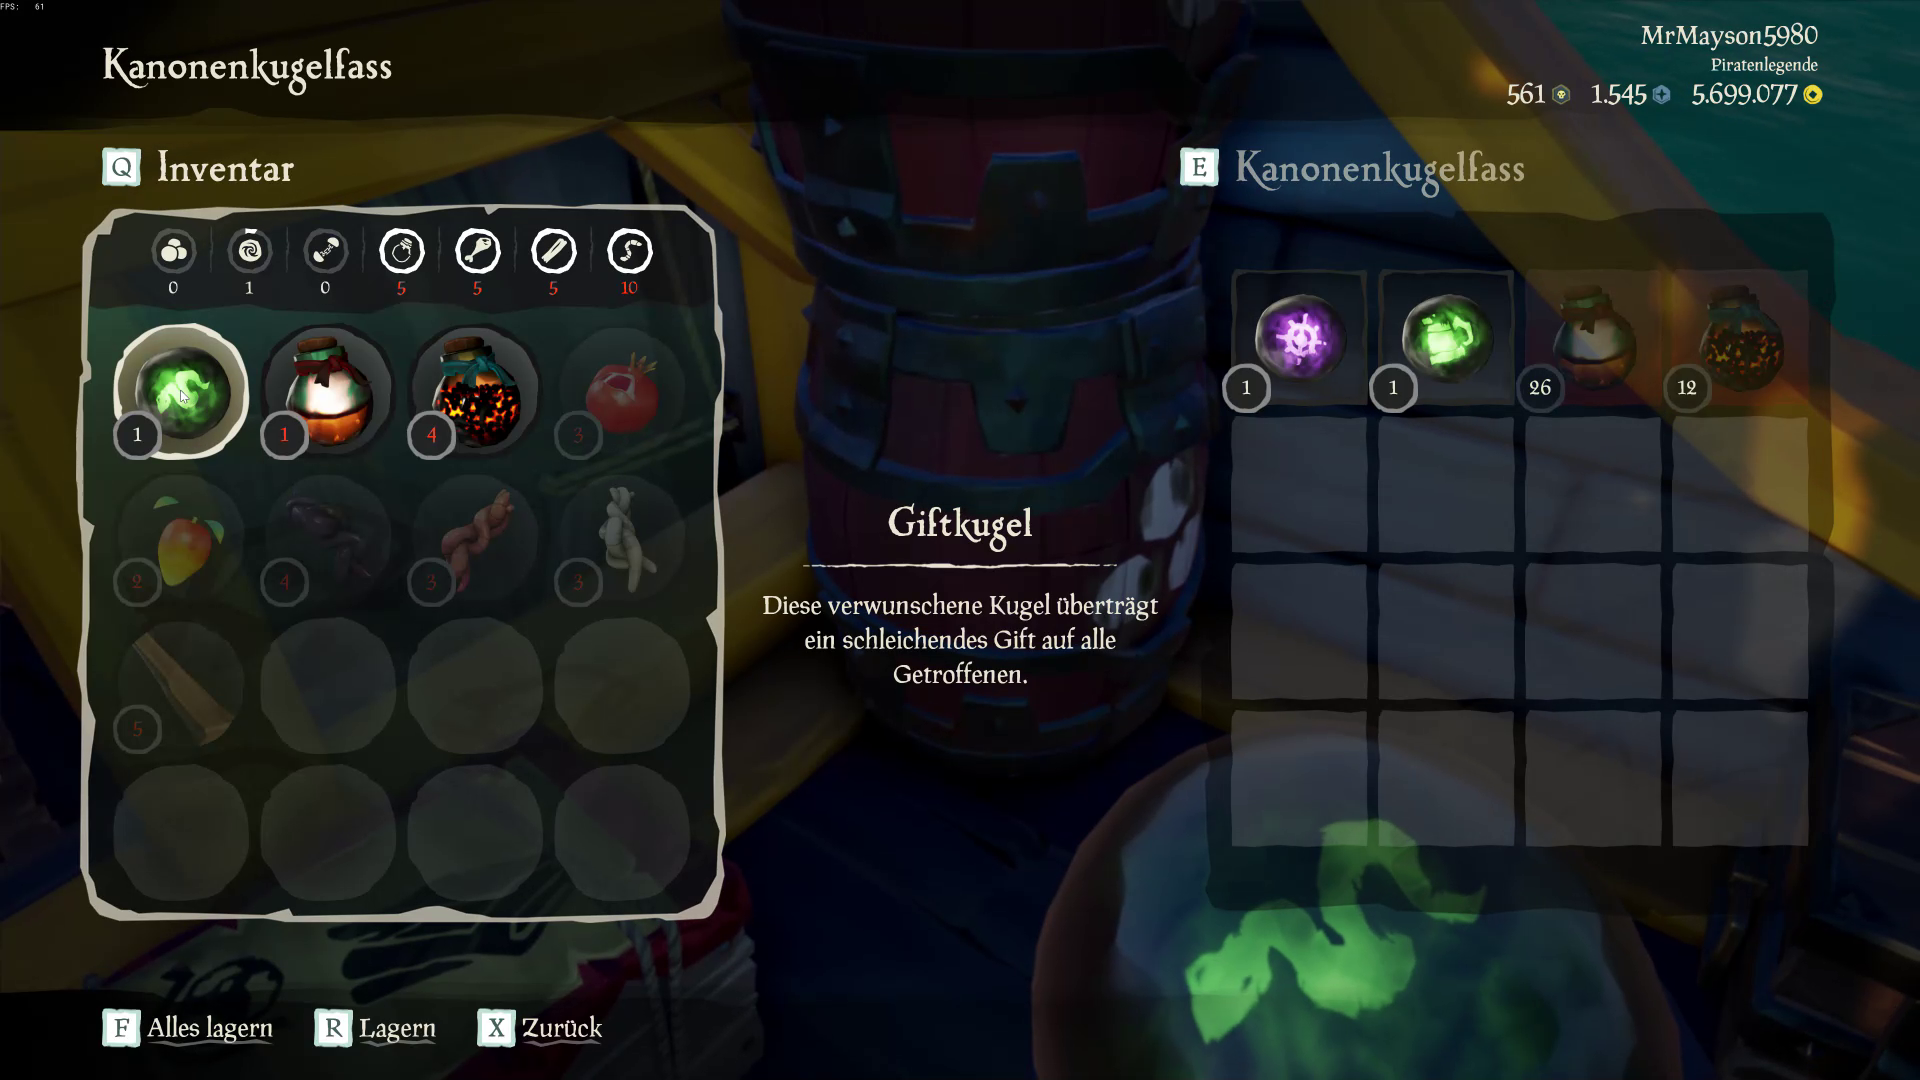 FPS: 61
Kanonenkugelfass
MrMayson5980
Piratenlegende
561 1.545 5.699.077
Q Inventar
E Kanonenkugelfass
0 1 0 5 5 5 10
1 1 4 3
1 1 26 12
2 4 3 3
5
Giftkugel
Diese verwunschene Kugel überträgt
ein schleichendes Gift auf alle
Getroffenen.
F Alles lagern R Lagern X Zurück